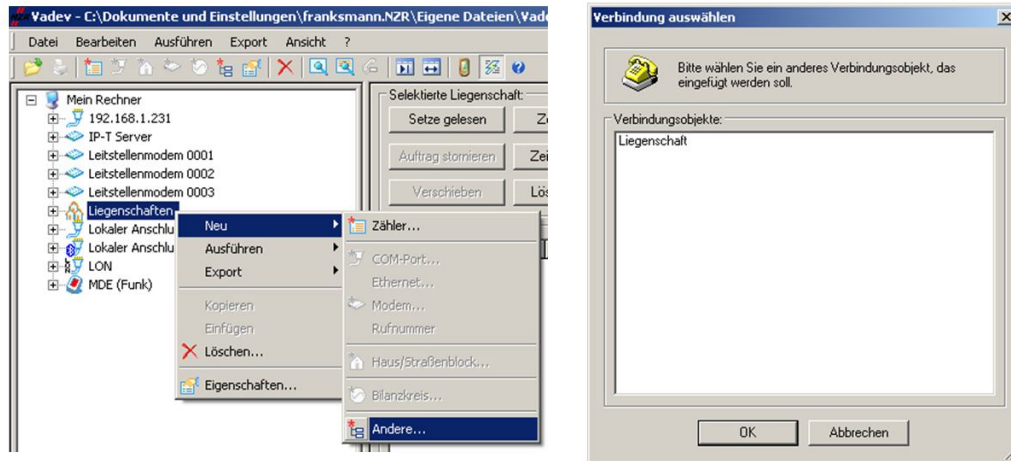 Vadev - C:\Dokumente und Einstellungen\franksmann.NZR\Eigene Dateien\Vade
Datei Bearbeiten Ausführen Export Ansicht ?
Mein Rechner
192.168.1.231
IP-T Server
Leitstellenmodem 0001
Leitstellenmodem 0002
Leitstellenmodem 0003
Liegenschaften
Lokaler Anschlu
Lokaler Anschlu
LON
MDE (Funk)
Selektierte Liegenschaft:
Setze gelesen
Auftrag stornieren Zei
Verschieben Lös
Neu
Ausführen
Export
Kopieren
Einfügen
Löschen...
Eigenschaften...
Zähler...
COM-Port...
Ethernet...
Modem...
Rufnummer
Haus/Straßenblock...
Bilanzkreis...
Andere...
Verbindung auswählen
Bitte wählen Sie ein anderes Verbindungsobjekt, das
eingefügt werden soll.
Verbindungsobjekte:
Liegenschaft
OK Abbrechen